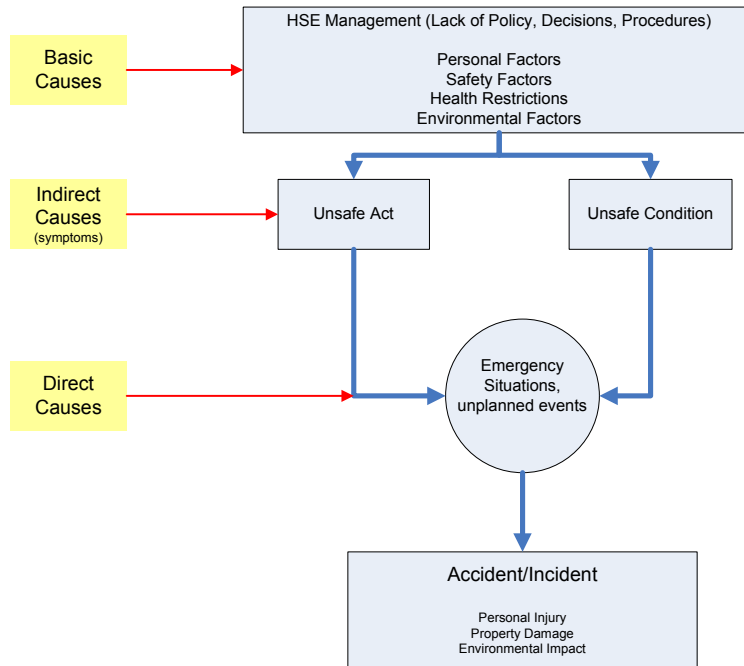 HSE Management (Lack of Policy, Decisions, Procedures)
Personal Factors
Safety Factors
Health Restrictions
Environmental Factors
Basic
Causes
Indirect
Causes
(symptoms)
Unsafe Act
Unsafe Condition
Direct
Causes
Emergency
Situations,
unplanned events
Accident/Incident
Personal Injury
Property Damage
Environmental Impact